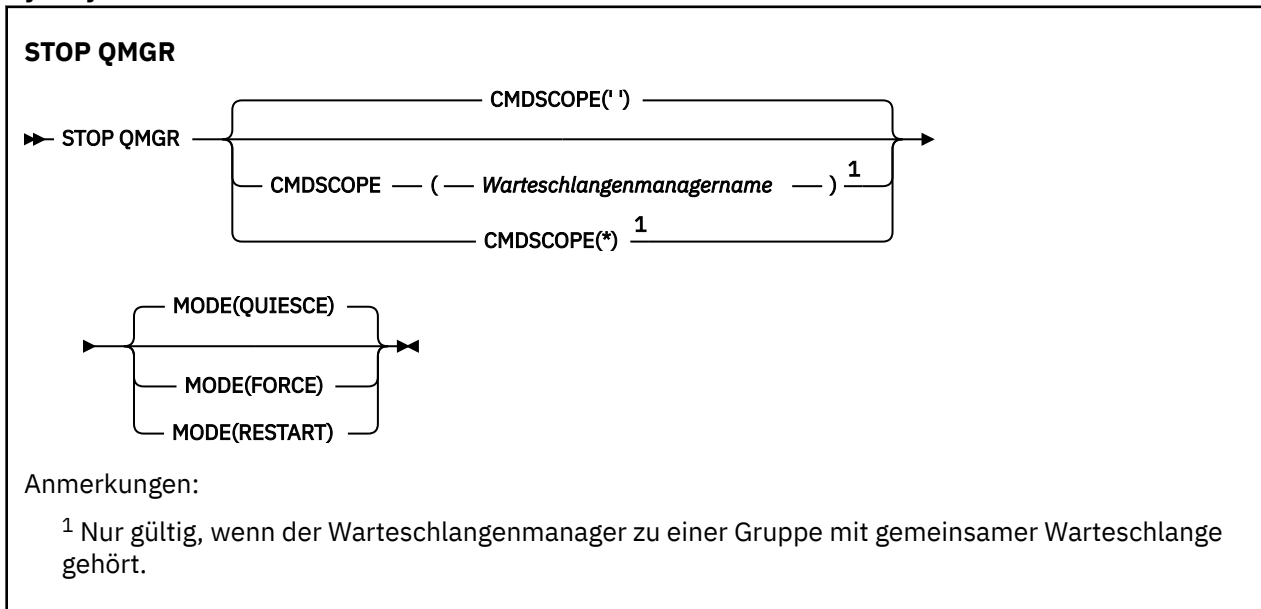 STOP QMGR
CMDSCOPE(' ')
STOP QMGR
CMDSCOPE ( Warteschlangenmanagername ) 1
CMDSCOPE(*) 1
MODE(QUIESCE)
MODE(FORCE)
MODE(RESTART)
Anmerkungen:
1 Nur gültig, wenn der Warteschlangenmanager zu einer Gruppe mit gemeinsamer Warteschlange
gehört.